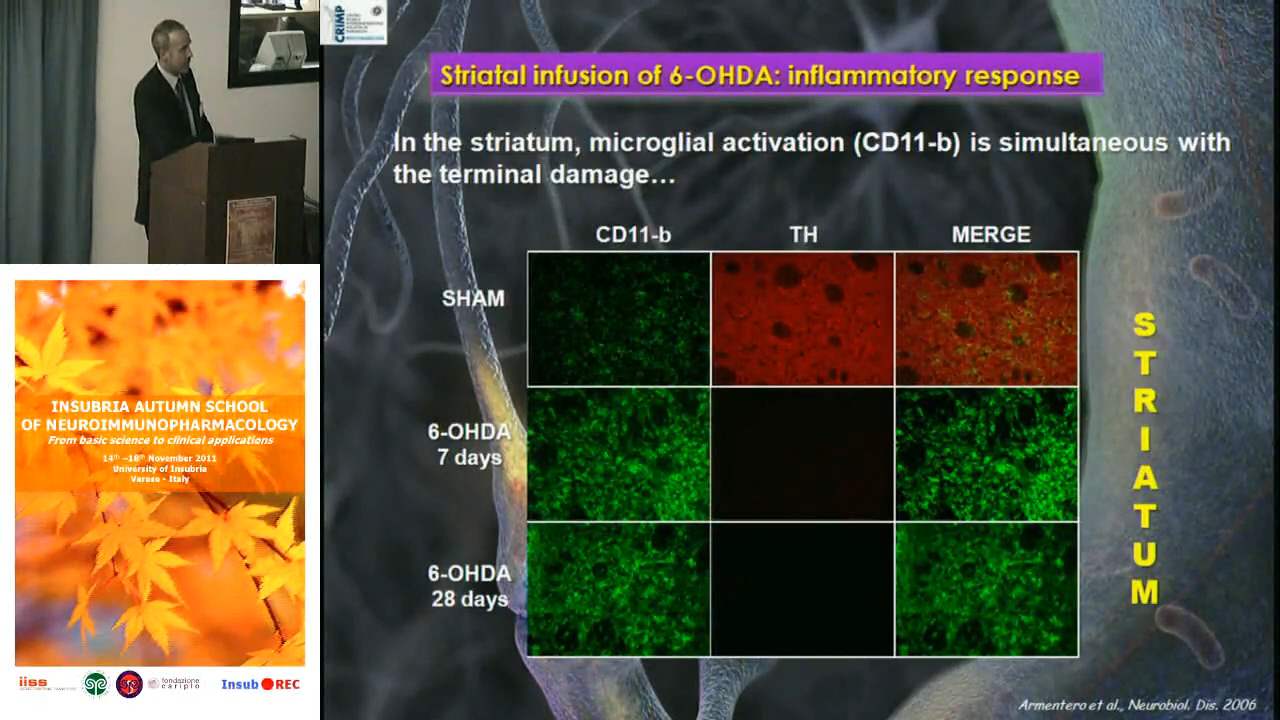 CRIMP
Striatal infusion of 6-OHDA: inflammatory response
In the striatum, microglial activation (CD11-b) is simultaneous with
the terminal damage…
CD11-b TH MERGE
SHAM
6-OHDA
7 days
6-OHDA
28 days
STRIATUM
Armentero et al., Neurobiol. Dis. 2006
INSUBRIA AUTUMN SCHOOL
OF NEUROIMMUNOPHARMACOLOGY
From basic science to clinical applications
14th –18th November 2011
University of Insubria
Varese - Italy
iiss
fondazione
cariplo
Insub REC